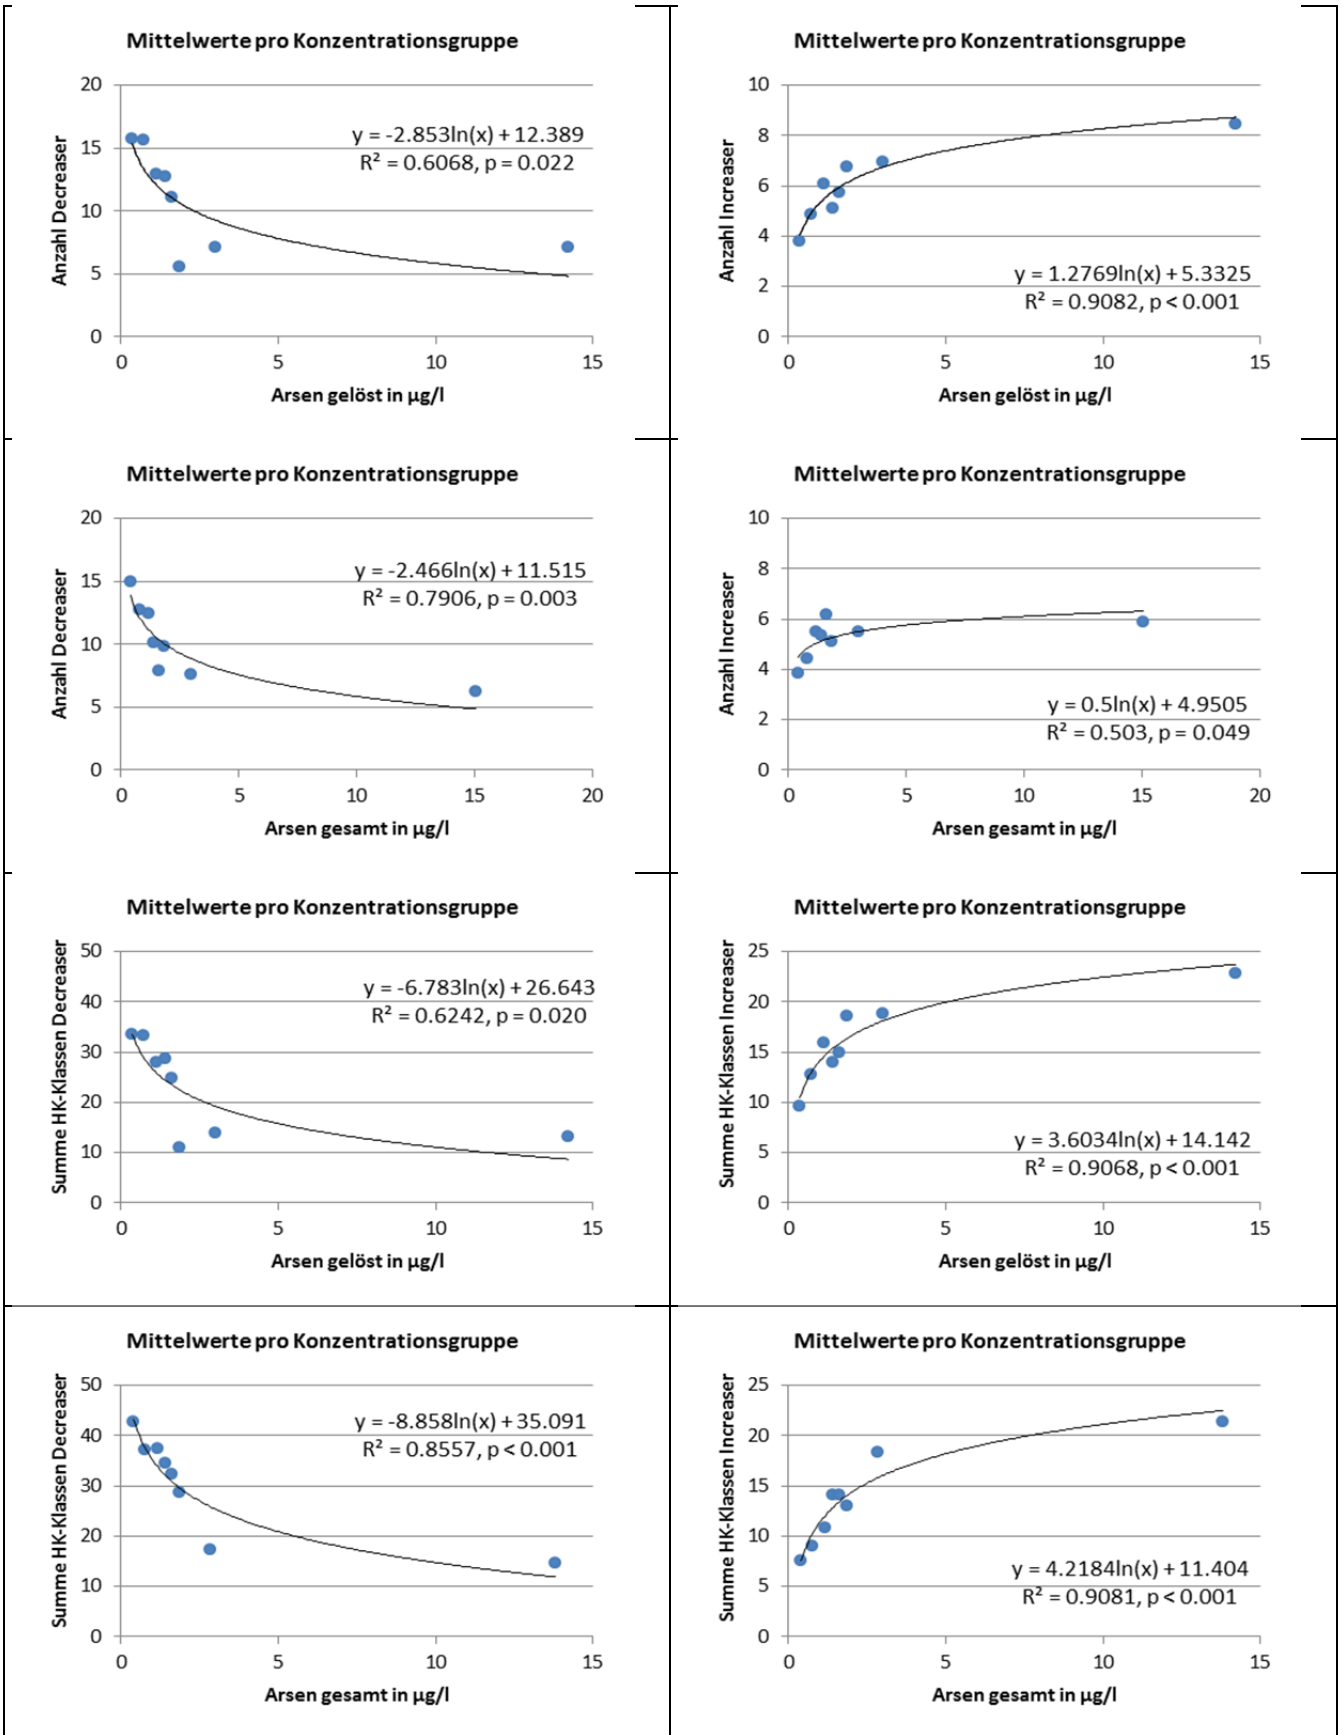 Mittelwerte pro Konzentrationsgruppe
Anzahl Decreaser
20
15
10
5
0
y = -2.853ln(x) + 12.389
R² = 0.6068, p = 0.022
0 5 10 15
Arsen gelöst in µg/l
Mittelwerte pro Konzentrationsgruppe
Anzahl Increaser
10
8
6
4
2
0
y = 1.2769ln(x) + 5.3325
R² = 0.9082, p < 0.001
0 5 10 15
Arsen gelöst in µg/l
Mittelwerte pro Konzentrationsgruppe
Anzahl Decreaser
20
15
10
5
0
y = -2.466ln(x) + 11.515
R² = 0.7906, p = 0.003
0 5 10 15 20
Arsen gesamt in µg/l
Mittelwerte pro Konzentrationsgruppe
Anzahl Increaser
10
8
6
4
2
0
y = 0.5ln(x) + 4.9505
R² = 0.503, p = 0.049
0 5 10 15 20
Arsen gesamt in µg/l
Mittelwerte pro Konzentrationsgruppe
Summe HK-Klassen Decreaser
50
40
30
20
10
0
y = -6.783ln(x) + 26.643
R² = 0.6242, p = 0.020
0 5 10 15
Arsen gelöst in µg/l
Mittelwerte pro Konzentrationsgruppe
Summe HK-Klassen Increaser
25
20
15
10
5
0
y = 3.6034ln(x) + 14.142
R² = 0.9068, p < 0.001
0 5 10 15
Arsen gelöst in µg/l
Mittelwerte pro Konzentrationsgruppe
Summe HK-Klassen Decreaser
50
40
30
20
10
0
y = -8.858ln(x) + 35.091
R² = 0.8557, p < 0.001
0 5 10 15
Arsen gesamt in µg/l
Mittelwerte pro Konzentrationsgruppe
Summe HK-Klassen Increaser
25
20
15
10
5
0
y = 4.2184ln(x) + 11.404
R² = 0.9081, p < 0.001
0 5 10 15
Arsen gesamt in µg/l